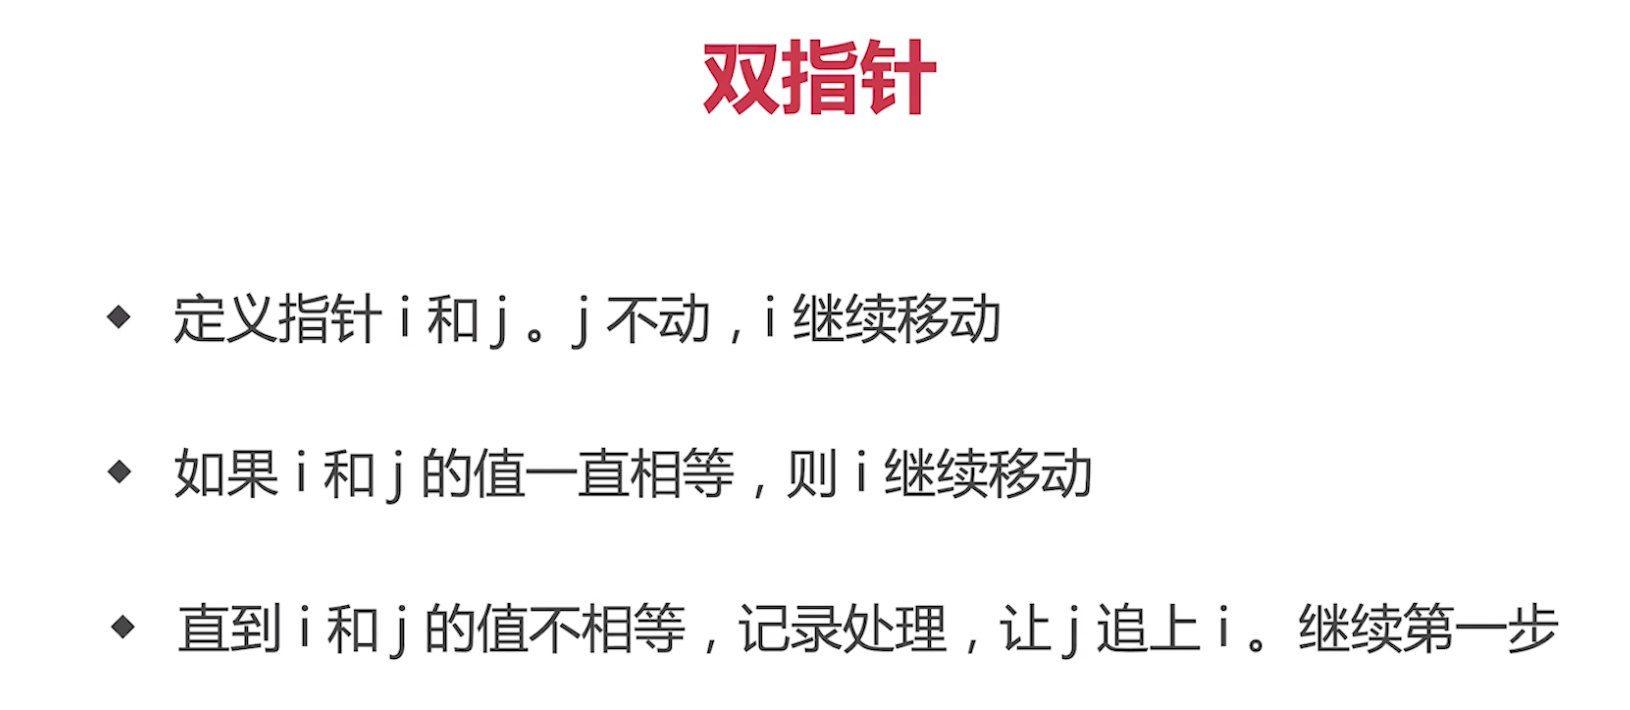 双指针
◆ 定义指针 i 和 j 。j 不动，i 继续移动
◆ 如果 i 和 j 的值一直相等，则 i 继续移动
◆ 直到 i 和 j 的值不相等，记录处理，让 j 追上 i 。继续第一步